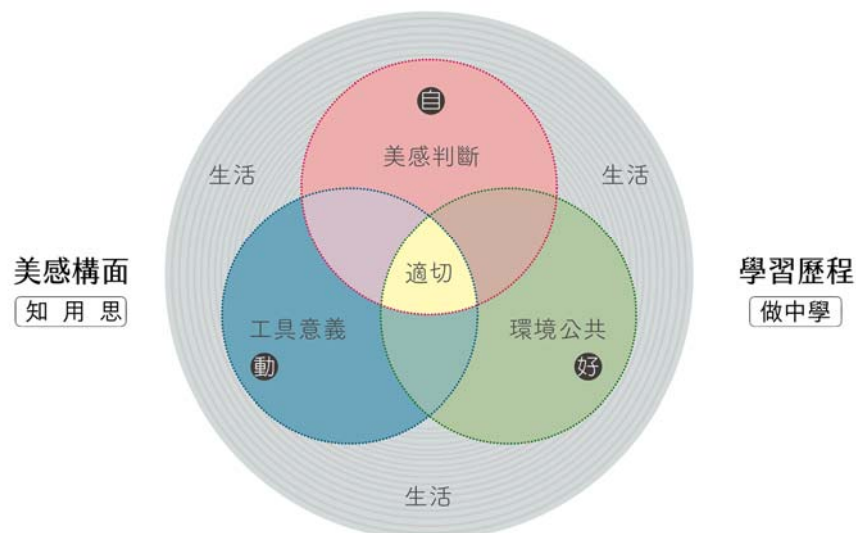 自
美感判斷
生活
生活
適切
美感構面
知 用 思
學習歷程
做中學
工具意義
環境公共
動
好
生活